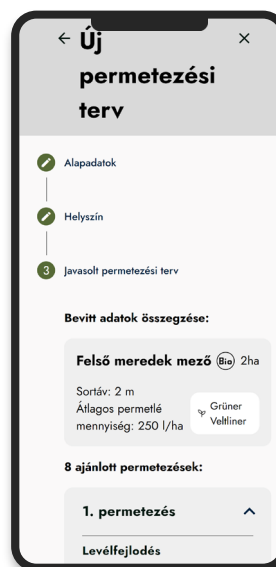 Új
permetezési
terv
Alapadatok
Helyszín
3 Javasolt permetezési terv
Bevitt adatok összegzése:
Felső meredek mező Bio 2ha
Sortáv: 2 m
Átlagos permetlé
mennyiség: 250 l/ha
Grüner
Veltliner
8 ajánlott permetezések:
1. permetezés
Levélfejlodés